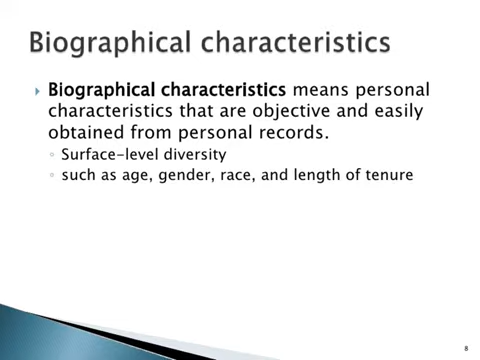 Biographical characteristics
Biographical characteristics means personal
characteristics that are objective and easily
obtained from personal records.
Surface-level diversity
such as age, gender, race, and length of tenure
8